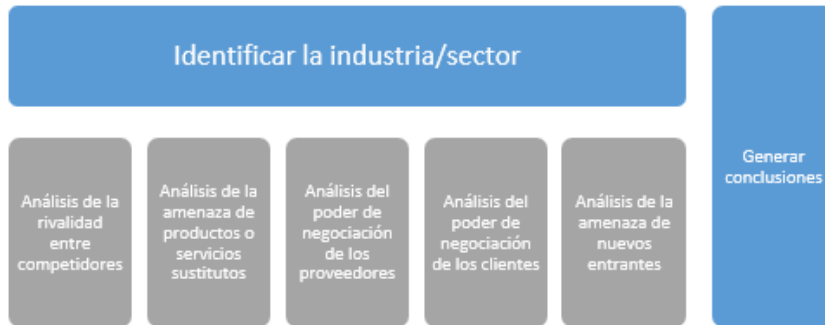 Identificar la industria/sector
Análisis de la
rivalidad
entre
competidores
Análisis de la
amenaza de
productos o
servicios
sustitutos
Análisis del
poder de
negociación
de los
proveedores
Análisis del
poder de
negociación
de los clientes
Análisis de la
amenaza de
nuevos
entrantes
Generar
conclusiones